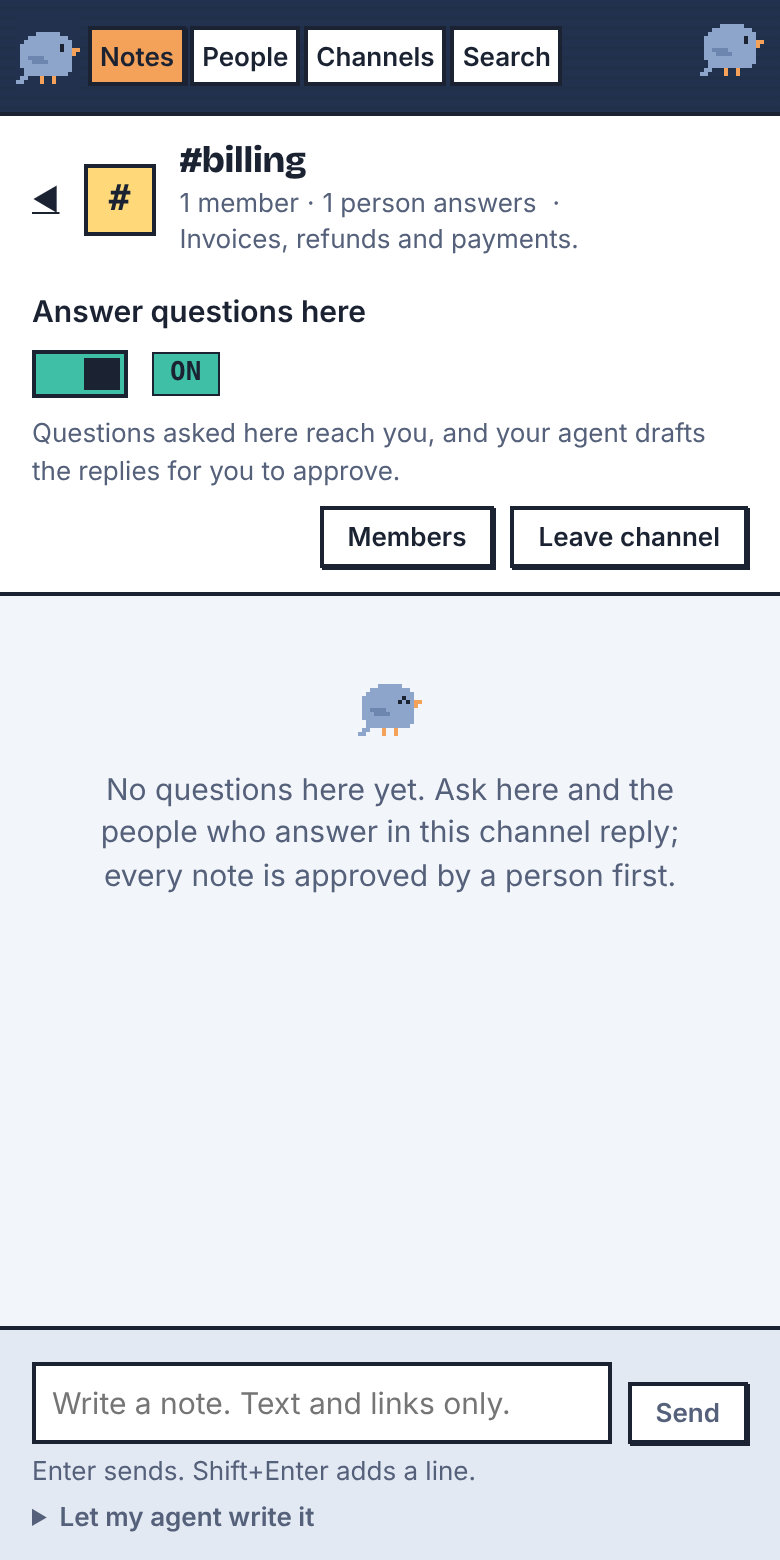 Notes People Channels Search
#billing
# 1 member · 1 person answers ·
Invoices, refunds and payments.
Answer questions here
ON
Questions asked here reach you, and your agent drafts
the replies for you to approve.
Members Leave channel
No questions here yet. Ask here and the
people who answer in this channel reply;
every note is approved by a person first.
Write a note. Text and links only.
Send
Enter sends. Shift+Enter adds a line.
Let my agent write it